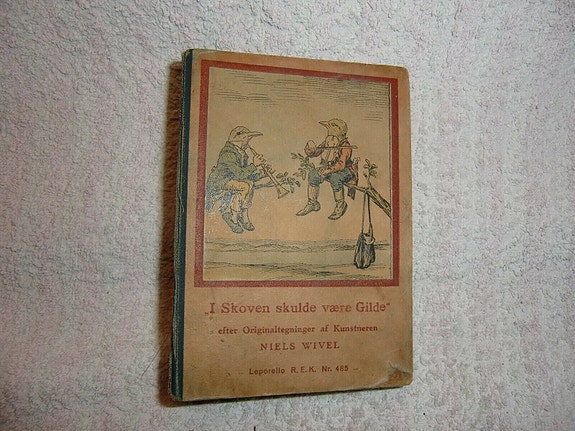 „I Skoven skulde være Gilde“
efter Originaltegninger af Kunstneren
NIELS WIVEL
Leporello R. E. K. Nr. 485